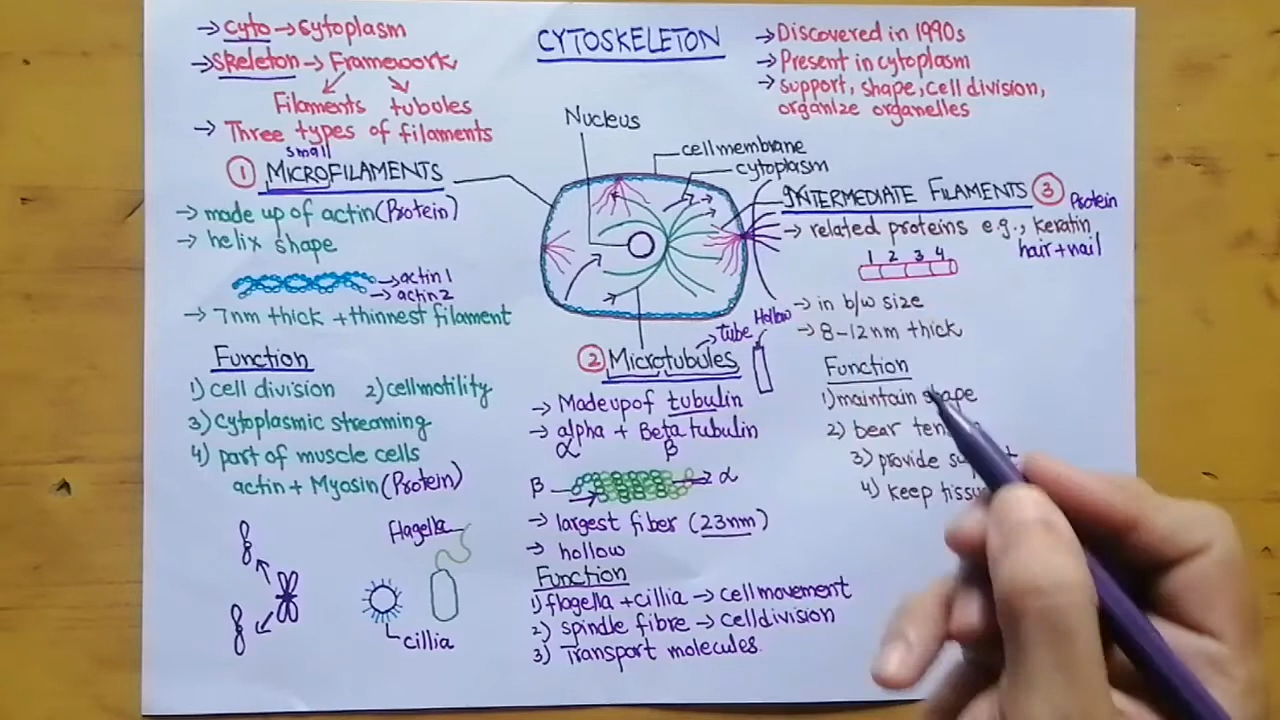 CYTOSKELETON
→ cyto → cytoplasm
→ skeleton → Framework
Filaments tubules
→ Three types of filaments
small
① MICROFILAMENTS
→ made up of actin (Protein)
→ helix shape
→ actin 1
→ actin 2
→ 7nm thick + thinnest filament
Function
1) cell division 2) cell motility
3) Cytoplasmic streaming
4) part of muscle cells
actin + Myosin (Protein)
flagella
cillia
→ Discovered in 1990s
→ Present in cytoplasm
→ support, shape, cell division,
organize organelles
Nucleus
cell membrane
cytoplasm
② Microtubules
→ tube
Hollow
→ Made up of tubulin
→ alpha + Beta tubulin
α β
β α
→ largest fiber (23nm)
→ hollow
Function
1) flagella + cillia → cell movement
2) spindle fibre → cell division
3) Transport molecules.
INTERMEDIATE FILAMENTS ③
Protein
→ related proteins e.g., keratin
hair + nail
1 2 3 4
→ in b/w size
→ 8-12nm thick
Function
1) maintain shape
2) bear
3) provide
4) keep